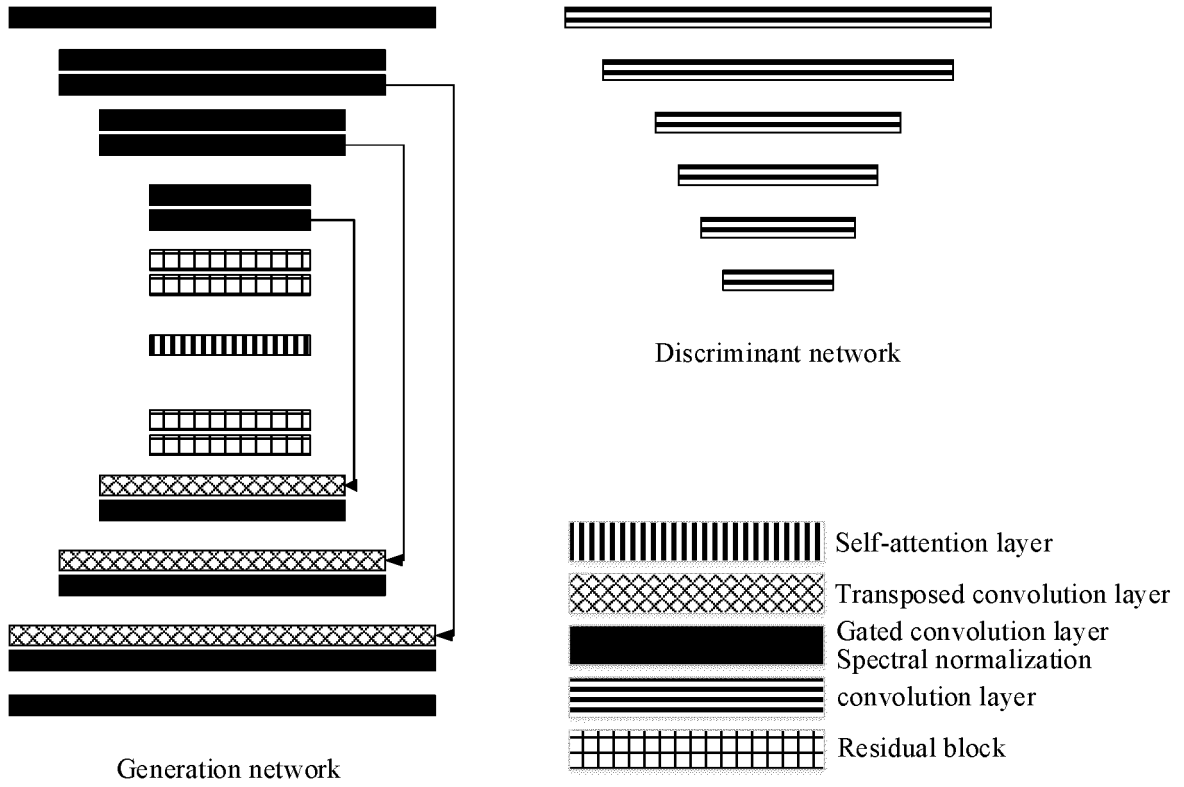 Discriminant network
Self-attention layer
Transposed convolution layer
Gated convolution layer
Spectral normalization
convolution layer
Residual block
Generation network